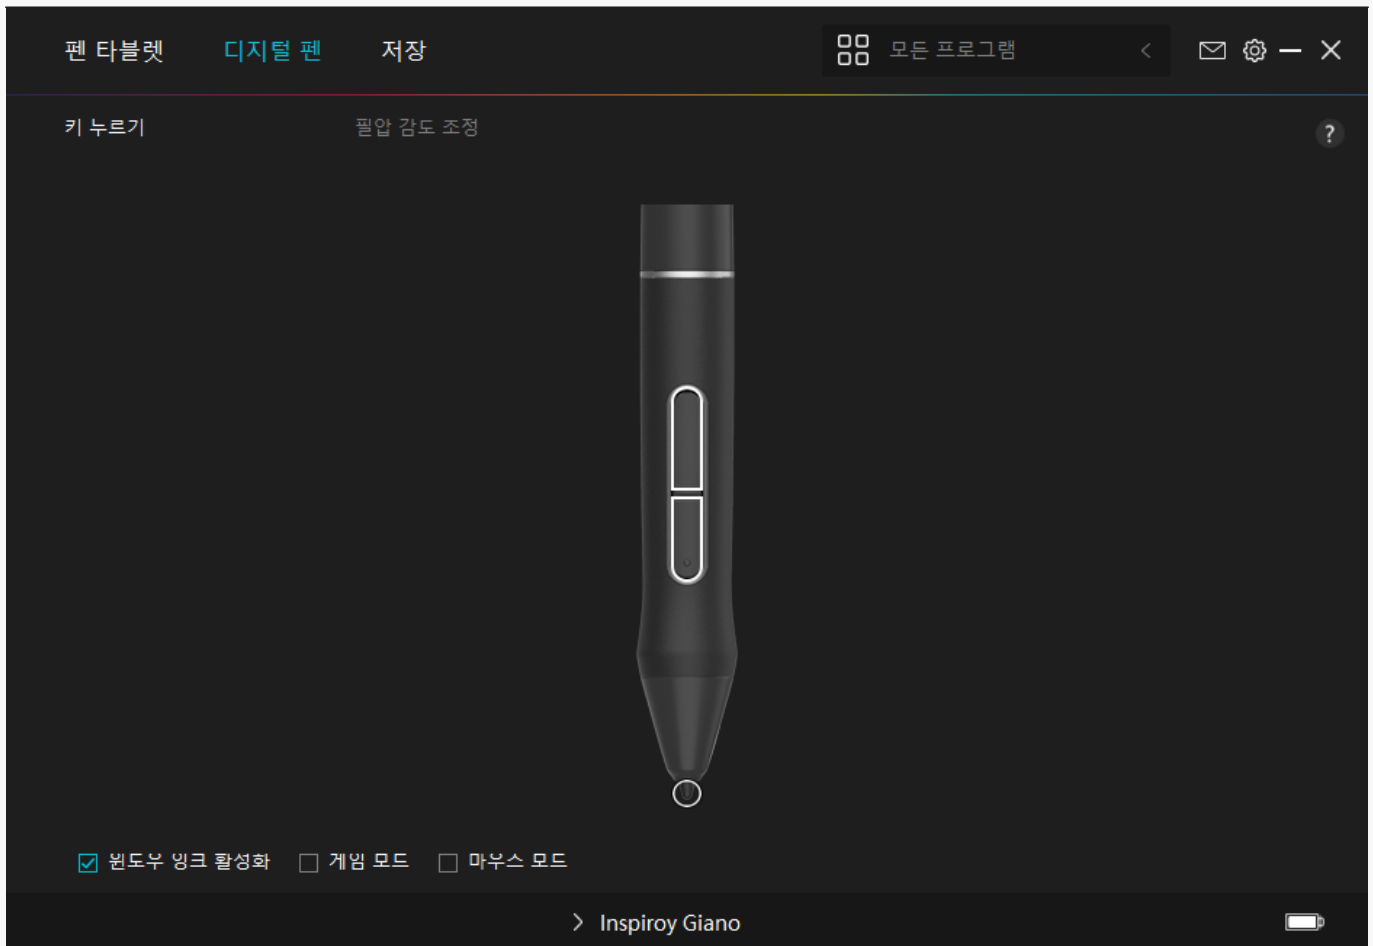 펜 타블렛 디지털 펜 저장 모든 프로그램
키 누르기 필압 감도 조정 ?
윈도우 잉크 활성화 게임 모드 마우스 모드
Inspiroy Giano